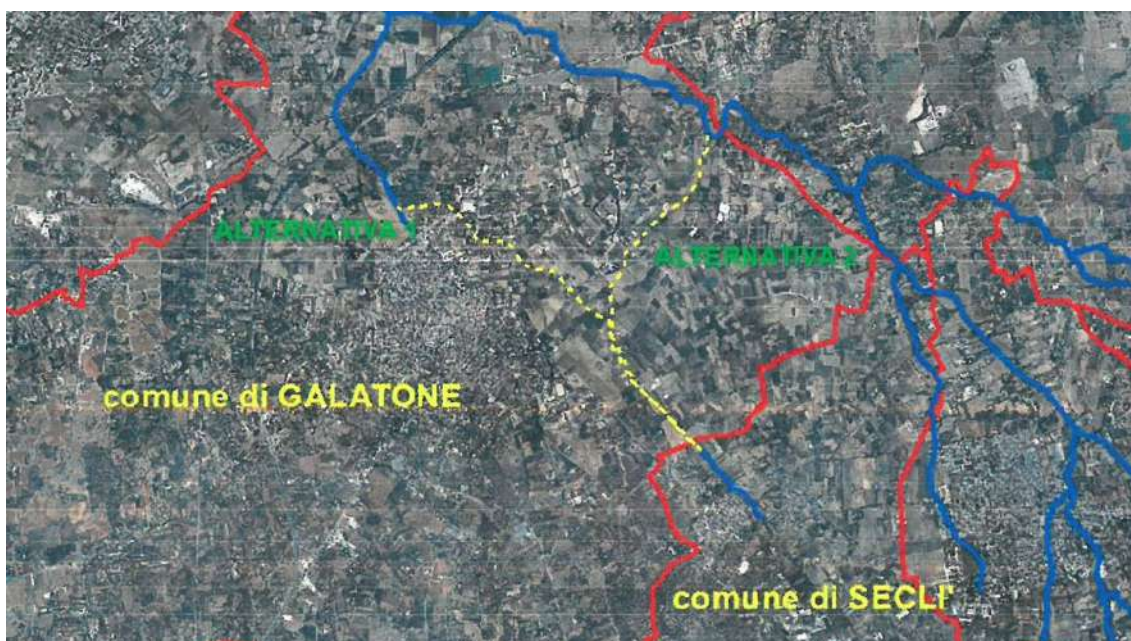 ALTERNATIVA 1
ALTERNATIVA 2
comune di GALATONE
comune di SECLI'